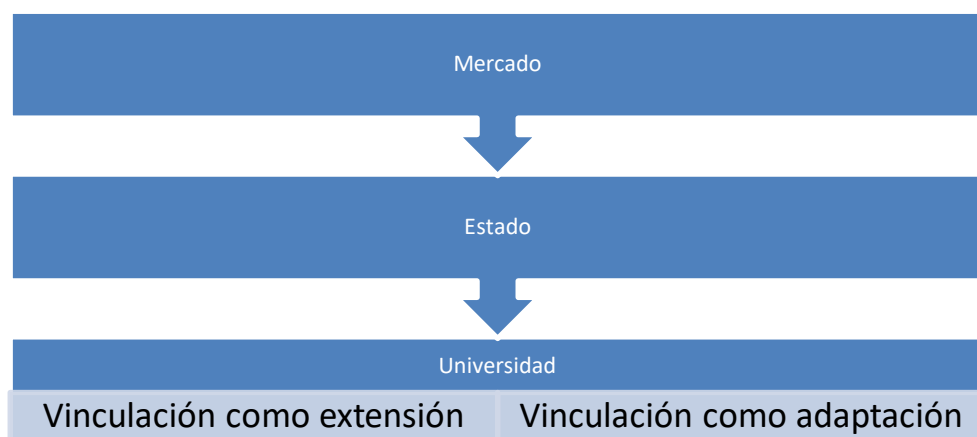 Mercado
Estado
Universidad
Vinculación como extensión
Vinculación como adaptación